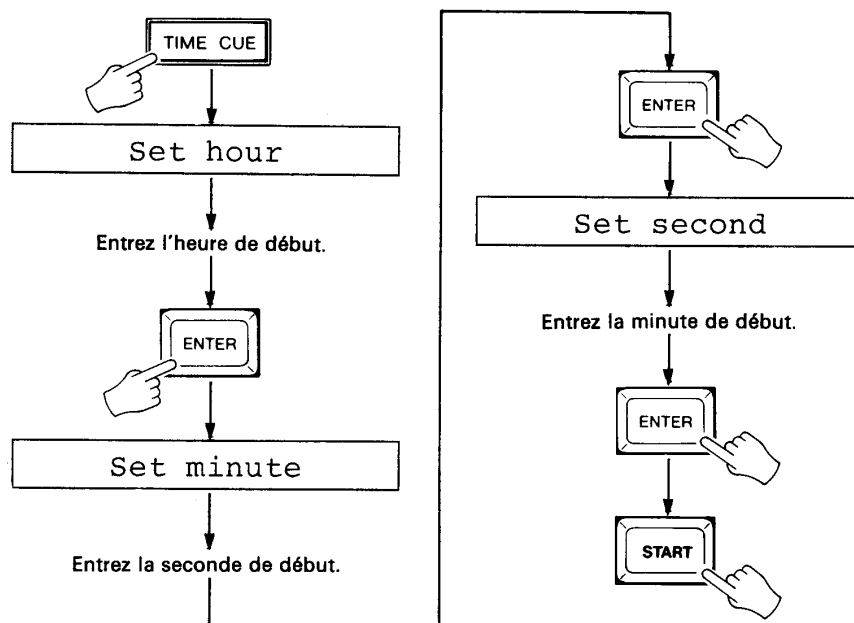 TIME CUE
Set hour
Entrez l'heure de début.
ENTER
Set minute
Entrez la seconde de début.
ENTER
Set second
Entrez la minute de début.
ENTER
START